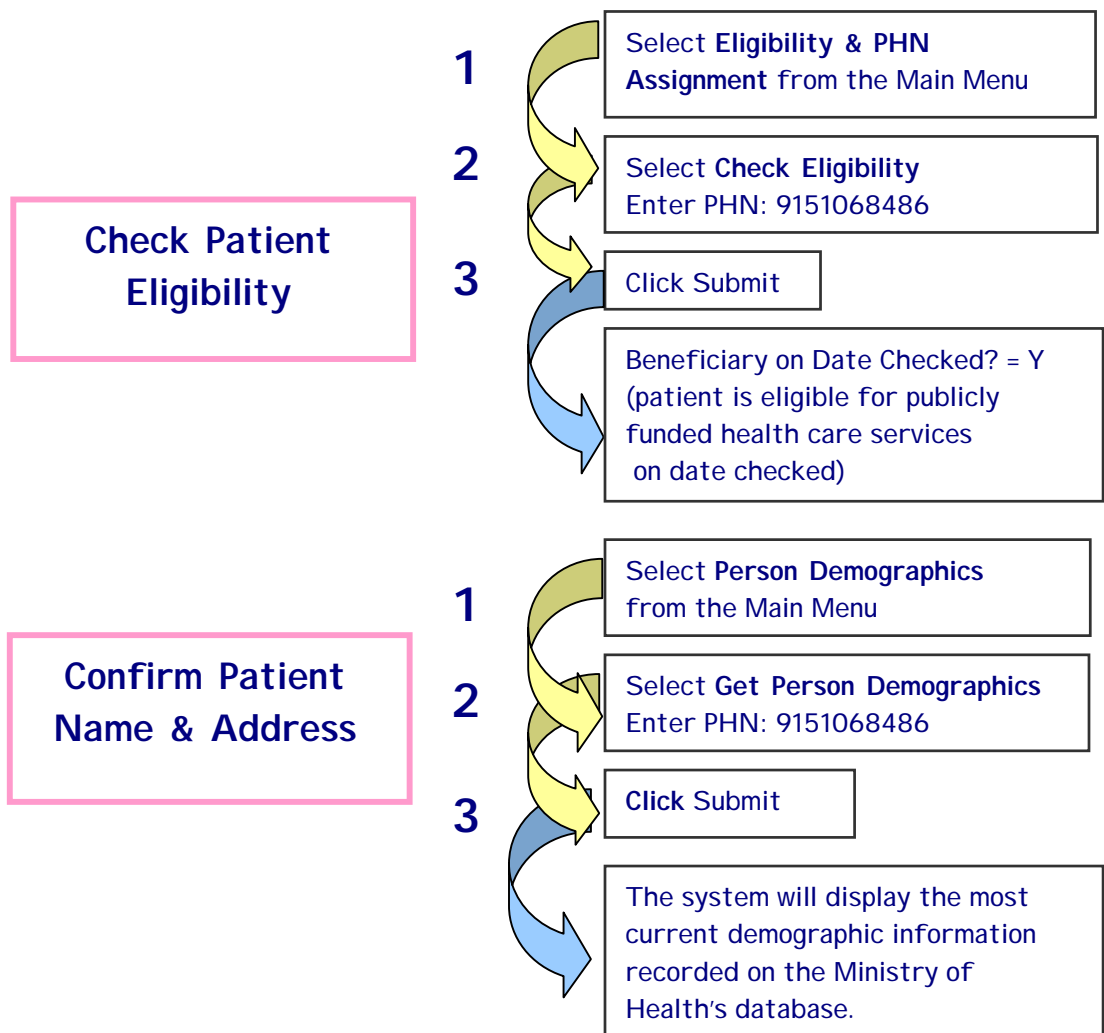 Check Patient
Eligibility
1
Select Eligibility & PHN
Assignment from the Main Menu
2
Select Check Eligibility
Enter PHN: 9151068486
3
Click Submit
Beneficiary on Date Checked? = Y
(patient is eligible for publicly
funded health care services
on date checked)
Confirm Patient
Name & Address
1
Select Person Demographics
from the Main Menu
2
Select Get Person Demographics
Enter PHN: 9151068486
3
Click Submit
The system will display the most
current demographic information
recorded on the Ministry of
Health's database.